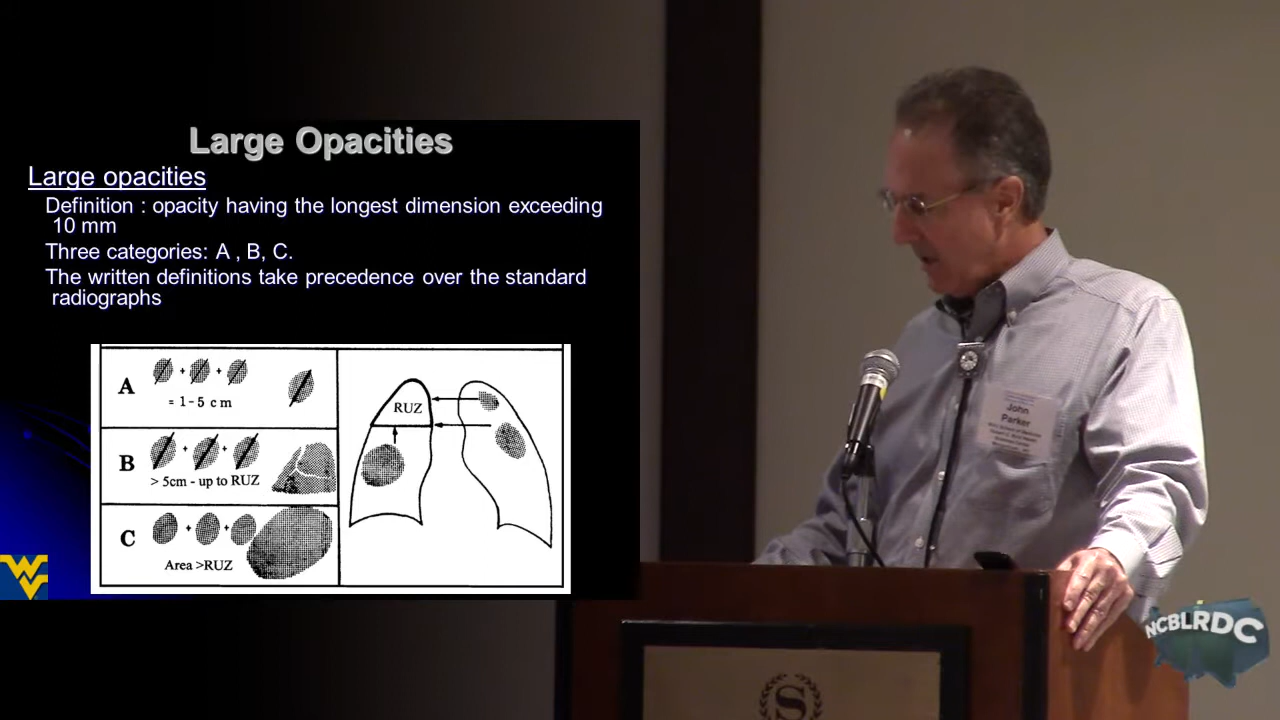 Large Opacities
Large opacities
Definition : opacity having the longest dimension exceeding
10 mm
Three categories: A , B, C.
The written definitions take precedence over the standard
radiographs
A
+ +
= 1 - 5 c m
B
+ +
> 5cm - up to RUZ
C
+ +
Area >RUZ
RUZ
WV
John
Parker
S
NCBLRDC